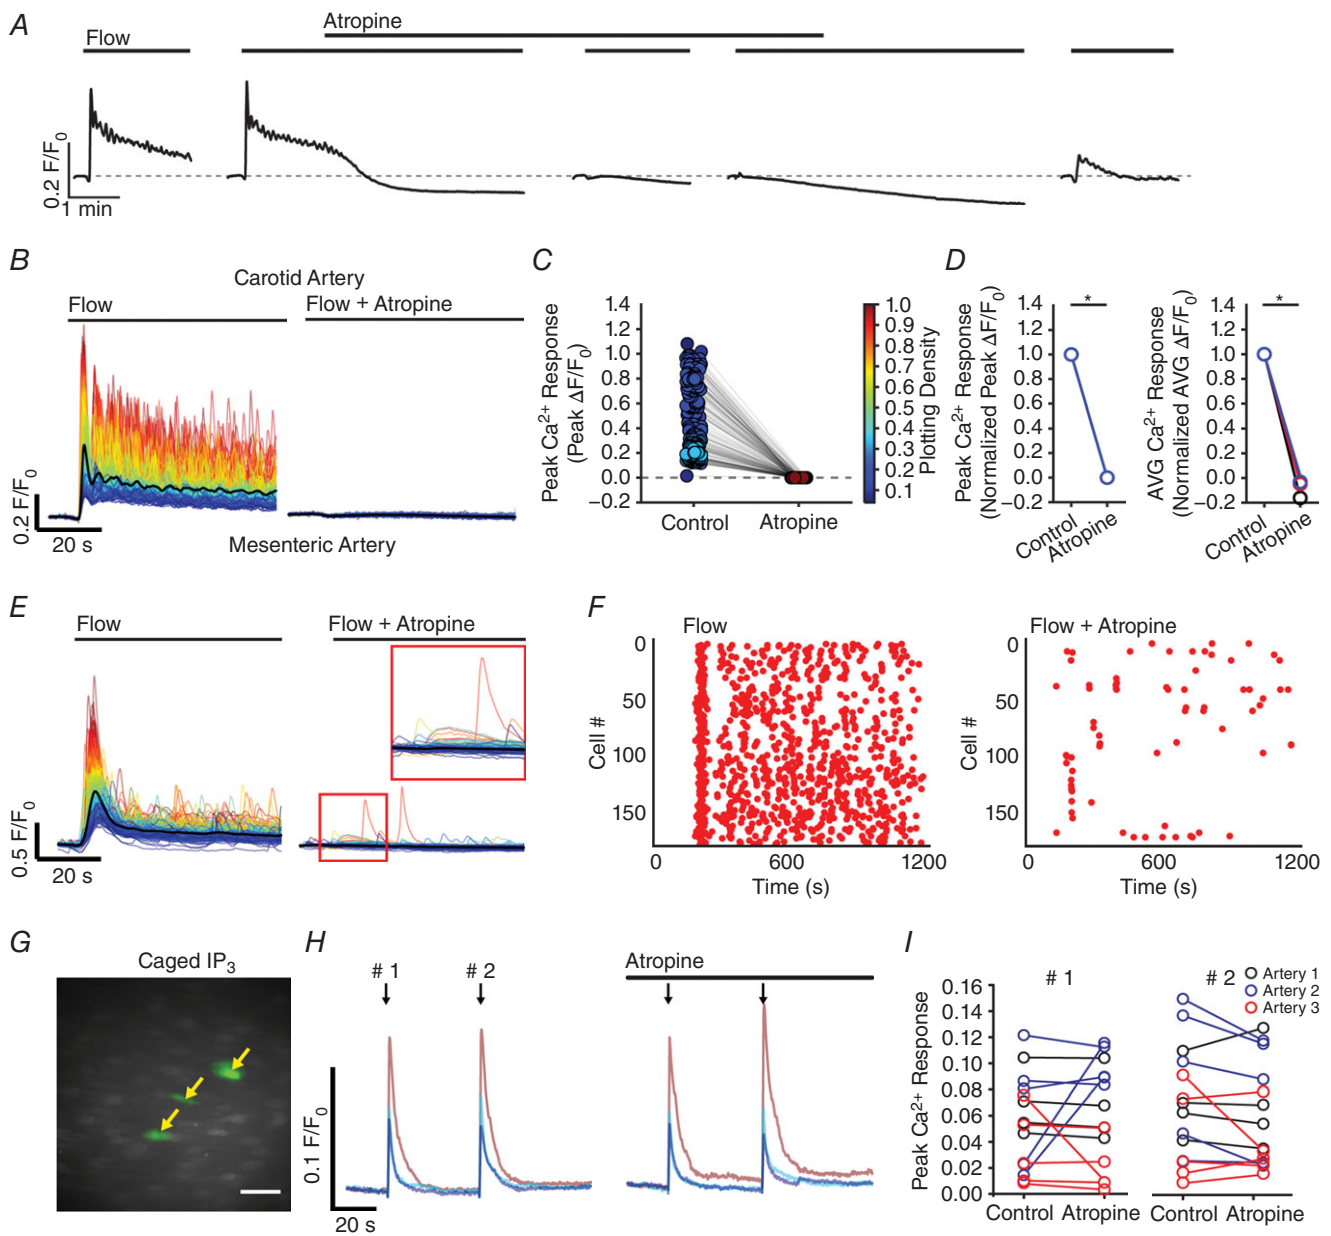 A
Atropine
Flow
0.2 F/F0
1 min
B
Carotid Artery
Flow
Flow + Atropine
0.2 F/F0
20 s
Mesenteric Artery
C
Peak Ca2+ Response
(Peak ΔF/F0)
1.4
1.2
1.0
0.8
0.6
0.4
0.2
0.0
−0.2
Control
Atropine
1.0
0.9
0.8
0.7
0.6
0.5
0.4
0.3
0.2
0.1
Plotting Density
D
Peak Ca2+ Response
(Normalized Peak ΔF/F0)
1.4
1.2
1.0
0.8
0.6
0.4
0.2
0.0
−0.2
*
Control
Atropine
AVG Ca2+ Response
(Normalized AVG ΔF/F0)
1.4
1.2
1.0
0.8
0.6
0.4
0.2
0.0
−0.2
*
Control
Atropine
E
Flow
Flow + Atropine
0.5 F/F0
20 s
F
Flow
Cell #
0
50
100
150
0
600
1200
Time (s)
Flow + Atropine
Cell #
0
50
100
150
0
600
1200
Time (s)
G
Caged IP3
H
# 1
# 2
Atropine
0.1 F/F0
20 s
I
Peak Ca2+ Response
0.16
0.14
0.12
0.10
0.08
0.06
0.04
0.02
0.00
# 1
# 2
Artery 1
Artery 2
Artery 3
Control
Atropine
Control
Atropine